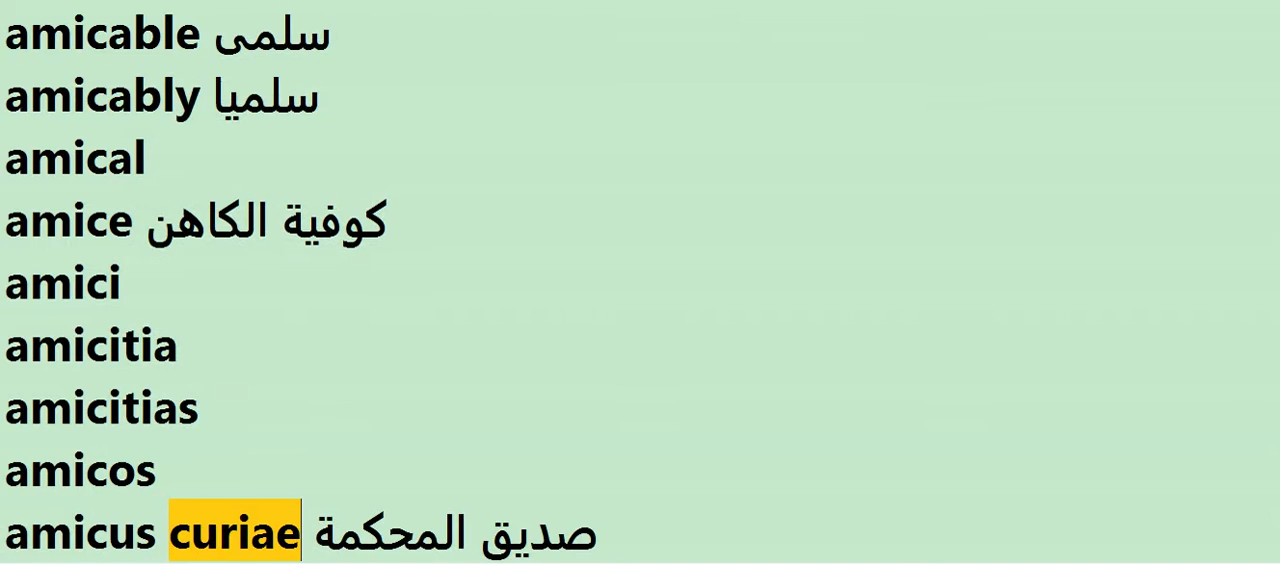 amicable سلمى
amicably سلميا
amical
amice كوفية الكاهن
amici
amicitia
amicitias
amicos
amicus curiae صديق المحكمة